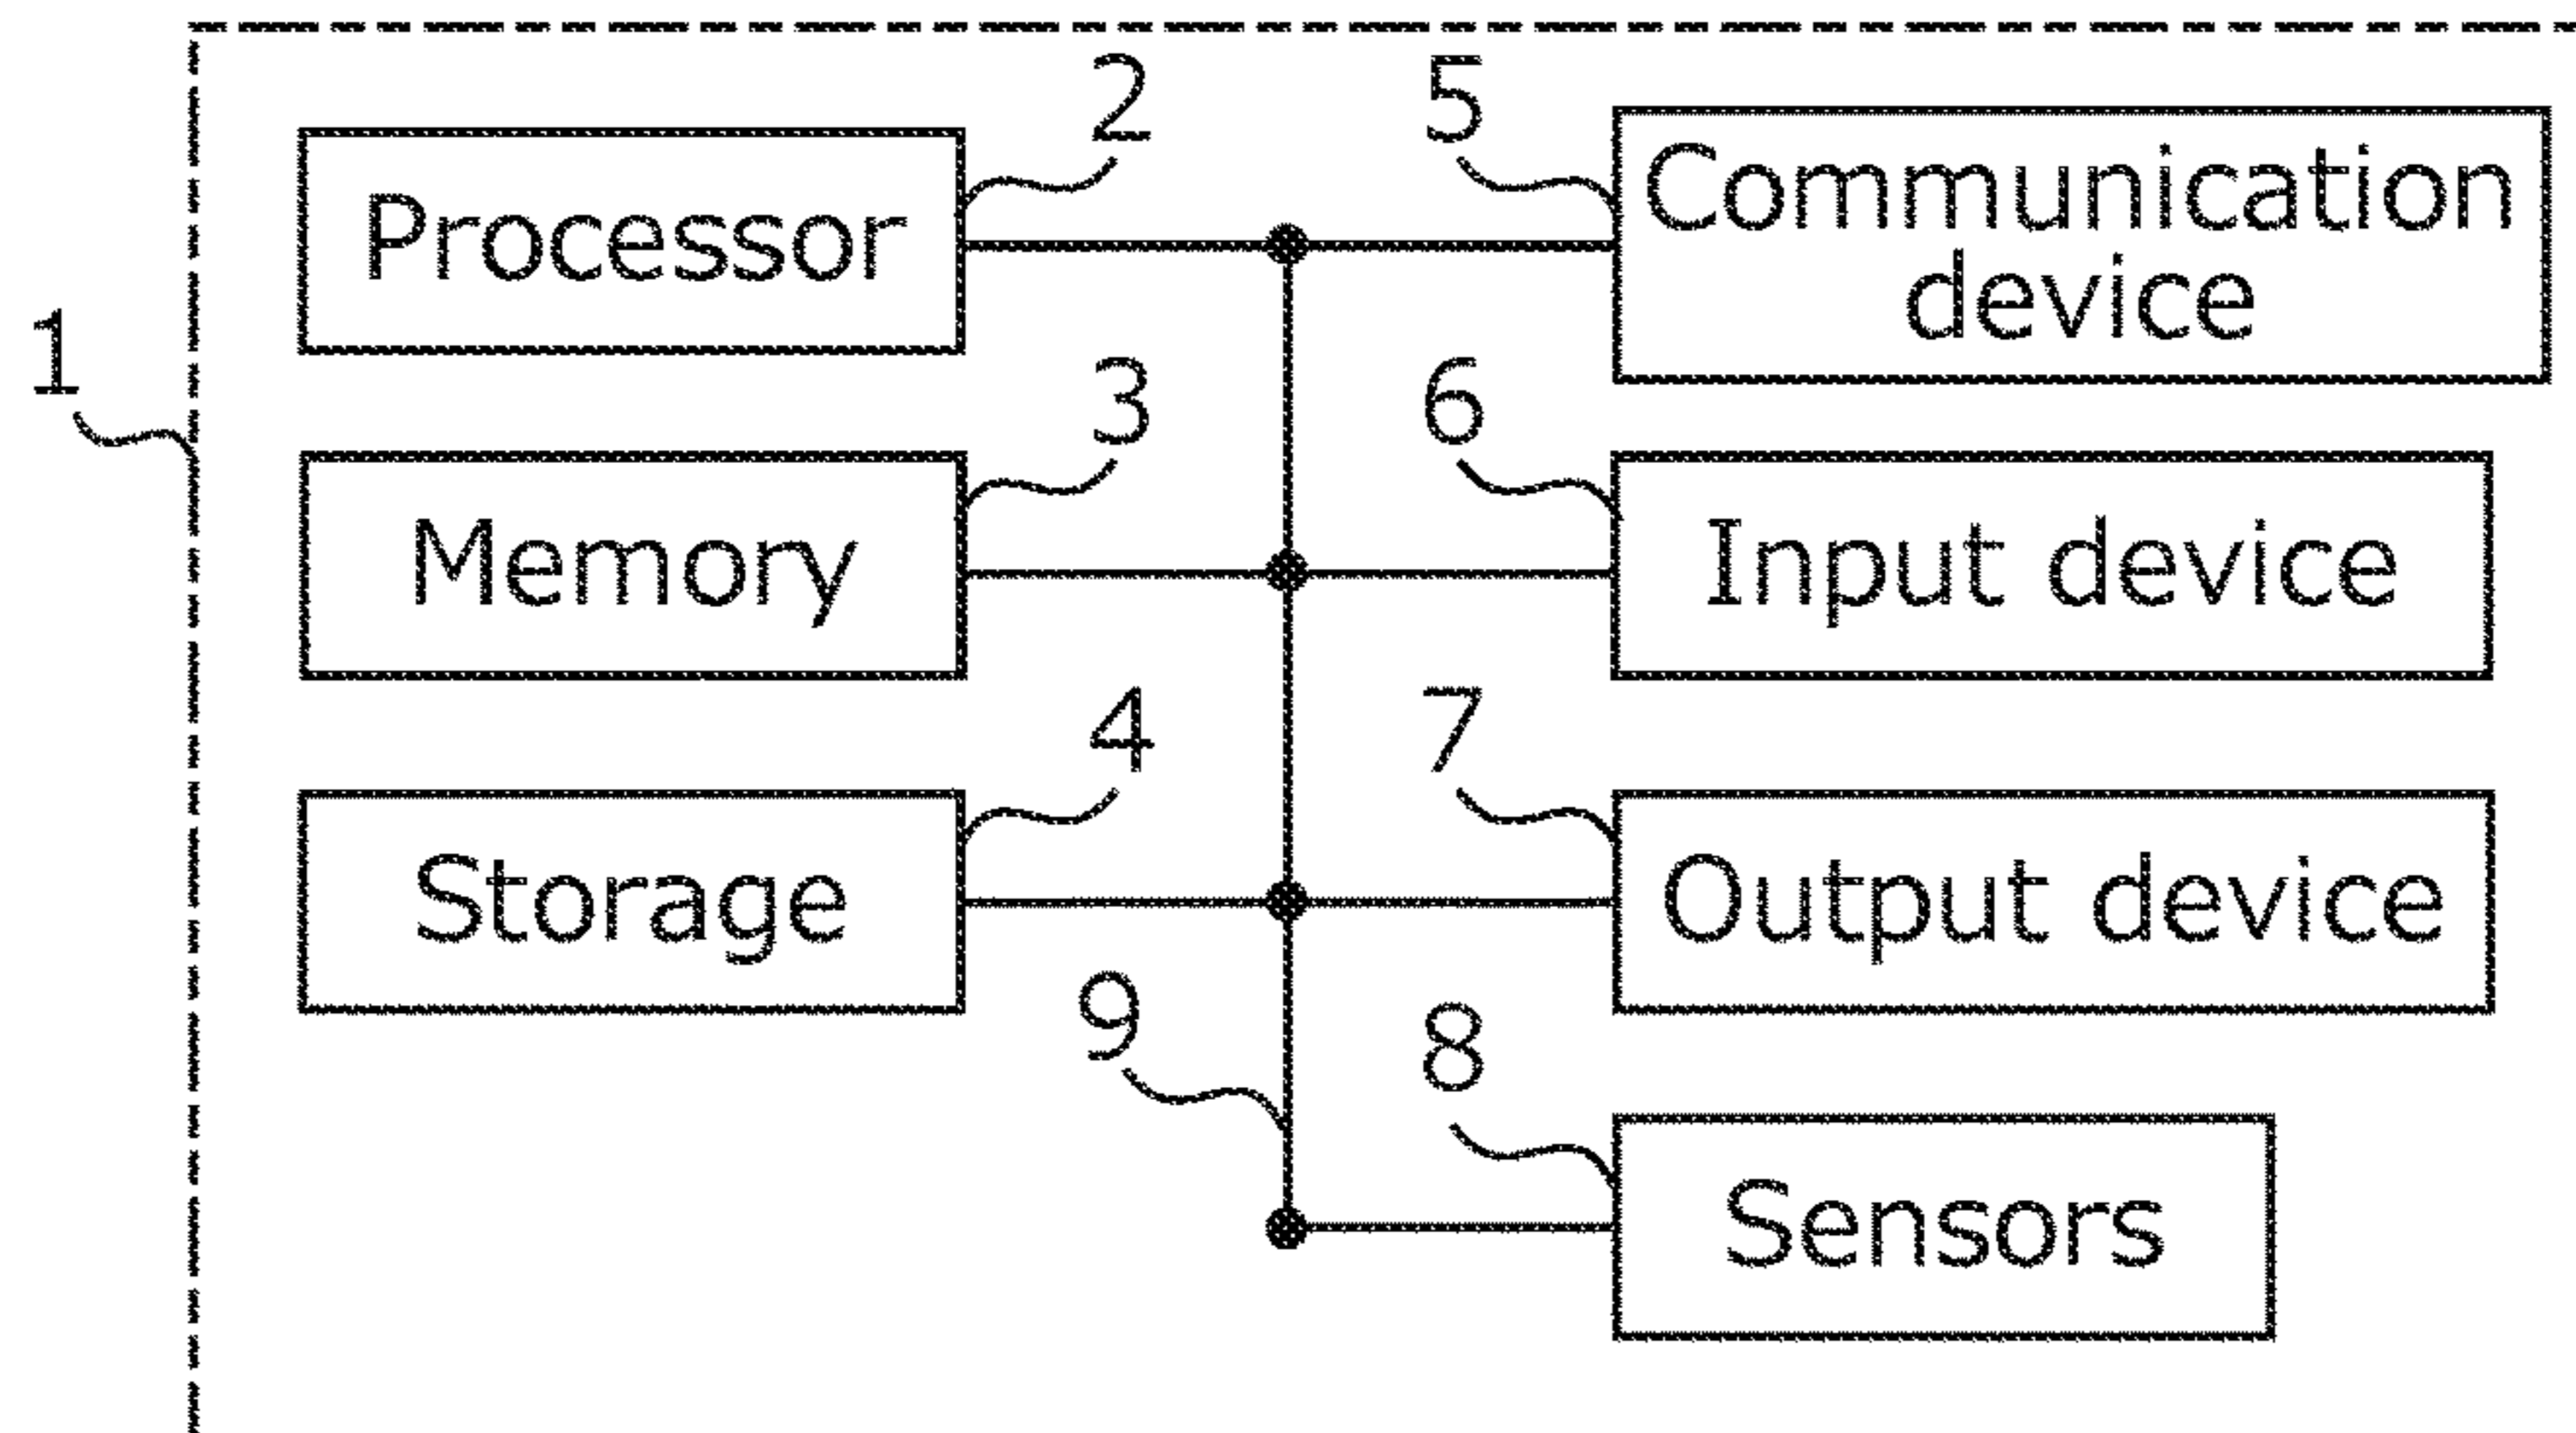 2
5
Processor
Communication
device
1
3
6
Memory
Input device
4
7
Storage
Output device
9
8
Sensors